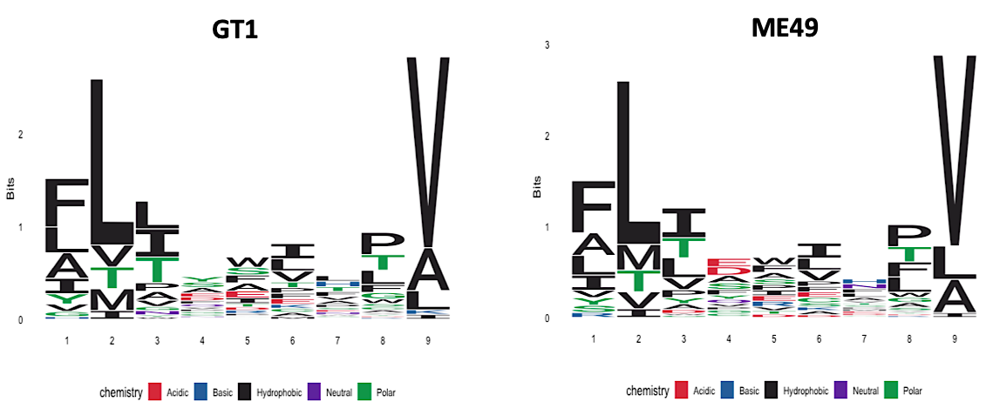 GT1
Bits
2
1
0
F
L
A
I
Y
V
L
V
T
M
I
L
I
T
P
A
W
S
I
L
V
P
T
L
V
A
L
1 2 3 4 5 6 7 8 9
chemistry Acidic Basic Hydrophobic Neutral Polar
ME49
Bits
3
2
1
0
F
A
L
I
L
M
T
V
I
I
T
L
V
E
D
I
L
V
P
T
F
L
V
L
A
I
1 2 3 4 5 6 7 8 9
chemistry Acidic Basic Hydrophobic Neutral Polar